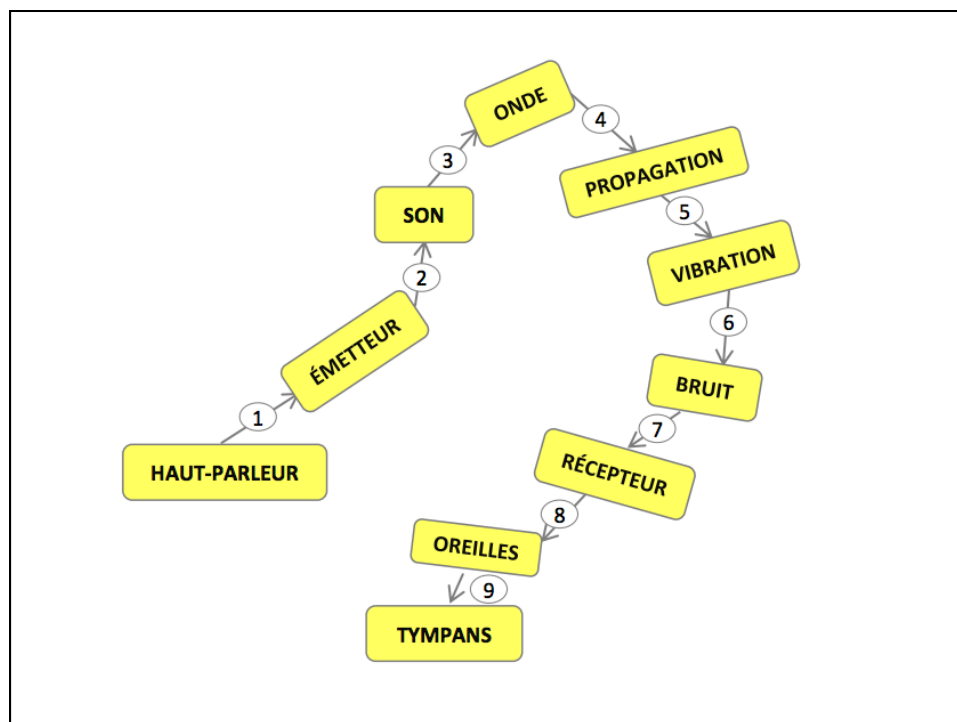 HAUT-PARLEUR
1
ÉMETTEUR
2
SON
3
ONDE
4
PROPAGATION
5
VIBRATION
6
BRUIT
7
RÉCEPTEUR
8
OREILLES
9
TYMPANS